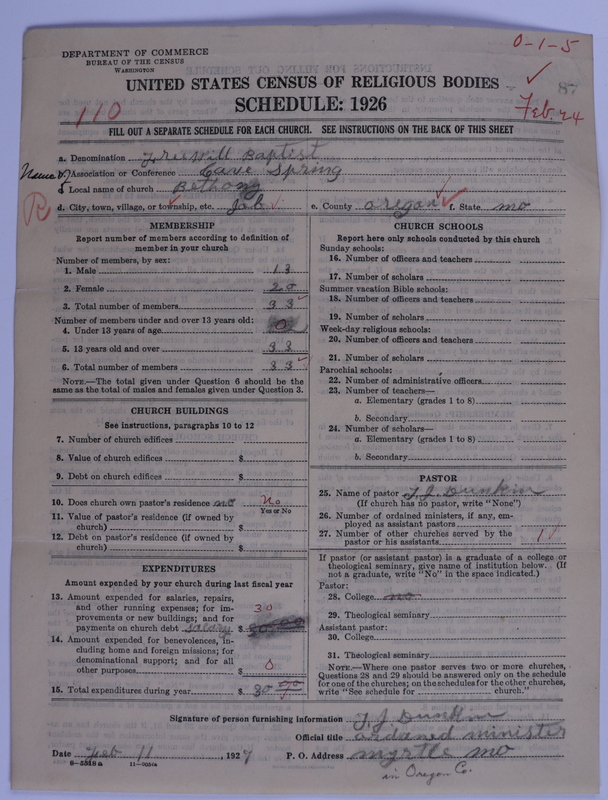 DEPARTMENT OF COMMERCE
BUREAU OF THE CENSUS
WASHINGTON
0-1-5
87
UNITED STATES CENSUS OF RELIGIOUS BODIES
SCHEDULE: 1926
110
Feb. 24
FILL OUT A SEPARATE SCHEDULE FOR EACH CHURCH. SEE INSTRUCTIONS ON THE BACK OF THIS SHEET
a. Denomination Freewill Baptist
Name of Association or Conference Cave Spring
c. Local name of church Bethany
R
d. City, town, village, or township, etc. Job e. County Oregon f. State Mo
MEMBERSHIP
Report number of members according to definition of
member in your church
Number of members, by sex:
1. Male 13
2. Female 20
3. Total number of members 33
Number of members under and over 13 years old:
4. Under 13 years of age 0
5. 13 years old and over 33
6. Total number of members 33
NOTE.—The total given under Question 6 should be
same as the total of males and females given under Question 3.
CHURCH BUILDINGS
See instructions, paragraphs 10 to 12
7. Number of church edifices
8. Value of church edifices $
9. Debt on church edifices $
10. Does church own pastor's residence no No
Yes or No
11. Value of pastor's residence (if owned by
church) $
12. Debt on pastor's residence (if owned by
church) $
EXPENDITURES
Amount expended by your church during last fiscal year
13. Amount expended for salaries, repairs,
and other running expenses; for im-
provements or new buildings; and for
payments on church debt salary $ 30
14. Amount expended for benevolences, in-
cluding home and foreign missions; for
denominational support; and for all
other purposes $ 0
15. Total expenditures during year $ 30 00
CHURCH SCHOOLS
Report here only schools conducted by this church
Sunday schools:
16. Number of officers and teachers
17. Number of scholars
Summer vacation Bible schools:
18. Number of officers and teachers
19. Number of scholars
Week-day religious schools:
20. Number of officers and teachers
21. Number of scholars
Parochial schools:
22. Number of administrative officers
23. Number of teachers—
a. Elementary (grades 1 to 8)
b. Secondary
24. Number of scholars—
a. Elementary (grades 1 to 8)
b. Secondary
PASTOR
25. Name of pastor T. J. Dunkin
(If church has no pastor, write "None")
26. Number of ordained ministers, if any, em-
ployed as assistant pastors
27. Number of other churches served by the
pastor or his assistants 1
If pastor (or assistant pastor) is a graduate of a college or
theological seminary, give name of institution below. (If
not a graduate, write "No" in the space indicated.)
Pastor:
28. College no
29. Theological seminary
Assistant pastor:
30. College
31. Theological seminary
NOTE.—Where one pastor serves two or more churches,
Questions 28 and 29 should be answered only on the schedule
for one of the churches; on the schedules for the other churches,
write "See schedule for church."
Signature of person furnishing information T. J. Dunkin
Official title ordained minister
Date Feb 11, 1927 P. O. Address Myrtle Mo
8-5518a 11-9051a
in Oregon Co.